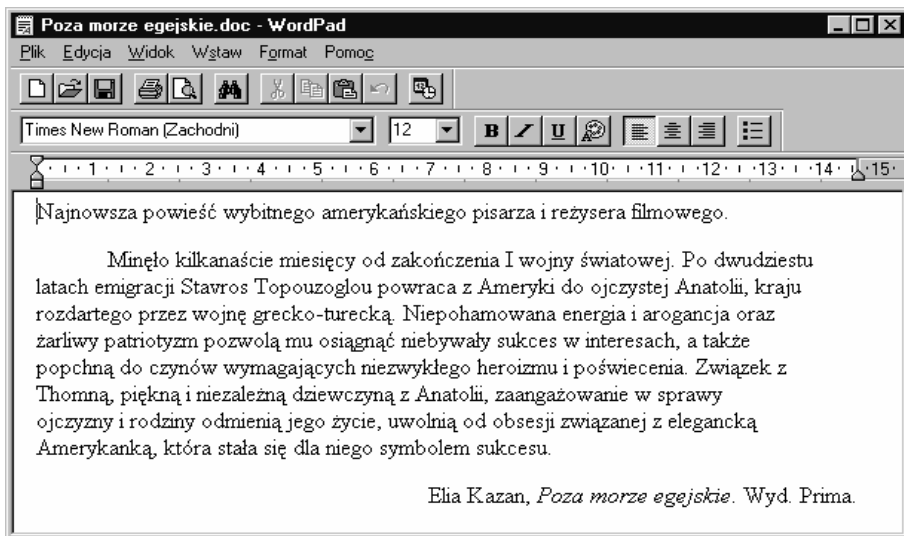 Poza morze egejskie.doc - WordPad
Plik Edycja Widok Wstaw Format Pomoc
Times New Roman (Zachodni) 12 B / U
1 2 3 4 5 6 7 8 9 10 11 12 13 14 15
Najnowsza powieść wybitnego amerykańskiego pisarza i reżysera filmowego.
Minęło kilkanaście miesięcy od zakończenia I wojny światowej. Po dwudziestu
latach emigracji Stavros Topouzoglou powraca z Ameryki do ojczystej Anatolii, kraju
rozdartego przez wojnę grecko-turecką. Niepohamowana energia i arogancja oraz
żarliwy patriotyzm pozwolą mu osiągnąć niebywały sukces w interesach, a także
popchną do czynów wymagających niezwykłego heroizmu i poświecenia. Związek z
Thomną, piękną i niezależną dziewczyną z Anatolii, zaangażowanie w sprawy
ojczyzny i rodziny odmienią jego życie, uwolnią od obsesji związanej z elegancką
Amerykanką, która stała się dla niego symbolem sukcesu.
Elia Kazan, Poza morze egejskie. Wyd. Prima.